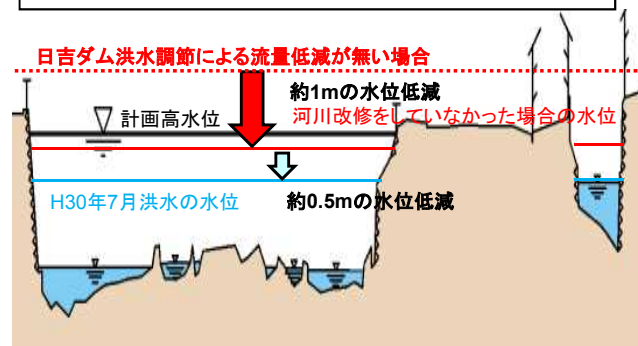 日吉ダム洪水調節による流量低減が無い場合
約1mの水位低減
計画高水位
河川改修をしていなかった場合の水位
H30年7月洪水の水位
約0.5mの水位低減